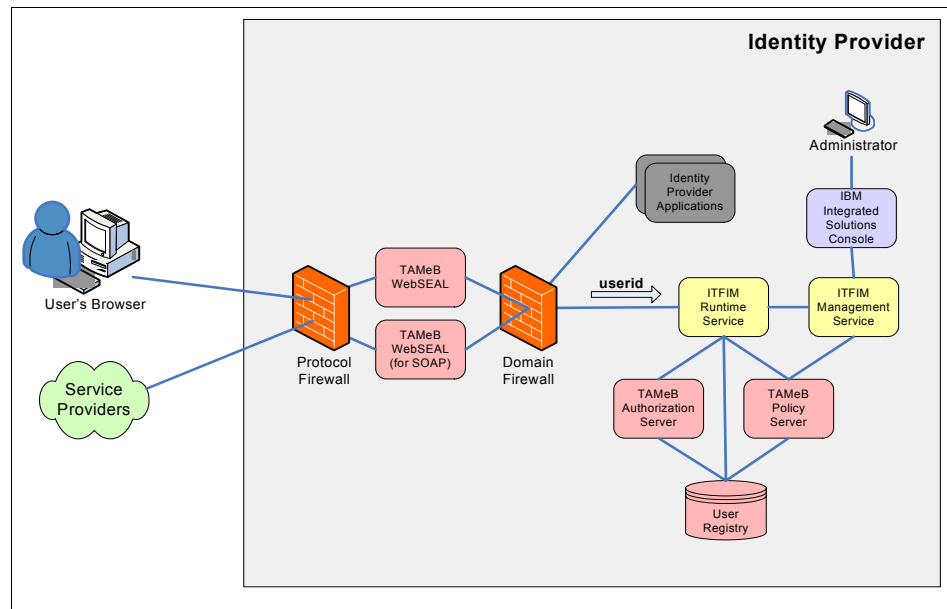 Identity Provider
Administrator
IBM
Integrated
Solutions
Console
Identity
Provider
Applications
User's Browser
Service
Providers
Protocol
Firewall
TAMeB
WebSEAL
TAMeB
WebSEAL
(for SOAP)
Domain
Firewall
userid
ITFIM
Runtime
Service
ITFIM
Management
Service
TAMeB
Authorization
Server
TAMeB
Policy
Server
User
Registry